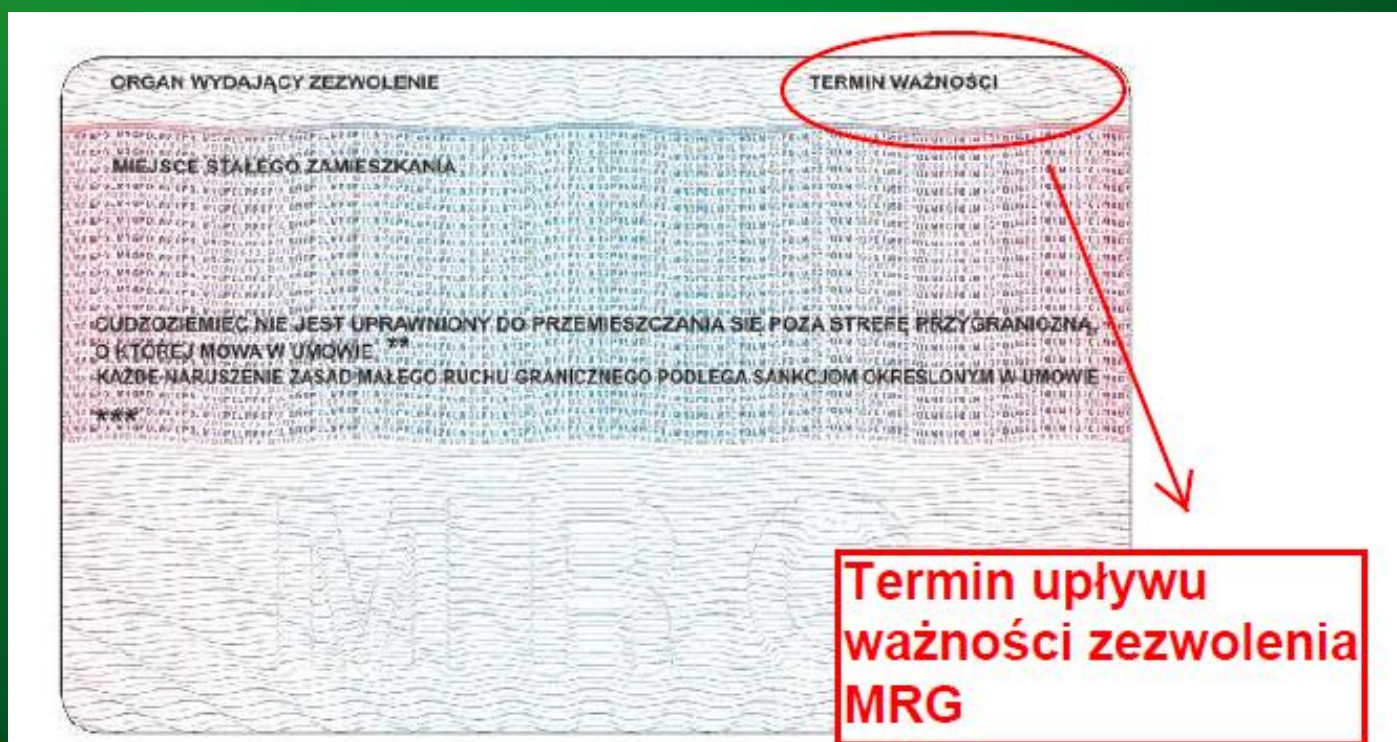 ORGAN WYDAJĄCY ZEZWOLENIE TERMIN WAŻNOŚCI
MIEJSCE STAŁEGO ZAMIESZKANIA
CUDZOZIEMIEC NIE JEST UPRAWNIONY DO PRZEMIESZCZANIA SIĘ POZA STREFĘ PRZYGRANICZNĄ,
O KTÓREJ MOWA W UMOWIE **
KAŻDE NARUSZENIE ZASAD MAŁEGO RUCHU GRANICZNEGO PODLEGA SANKCJOM OKREŚLONYM W UMOWIE
***
Termin upływu
ważności zezwolenia
MRG